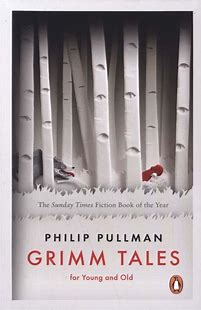 The Sunday Times Fiction Book of the Year
PHILIP PULLMAN
GRIMM TALES
for Young and Old